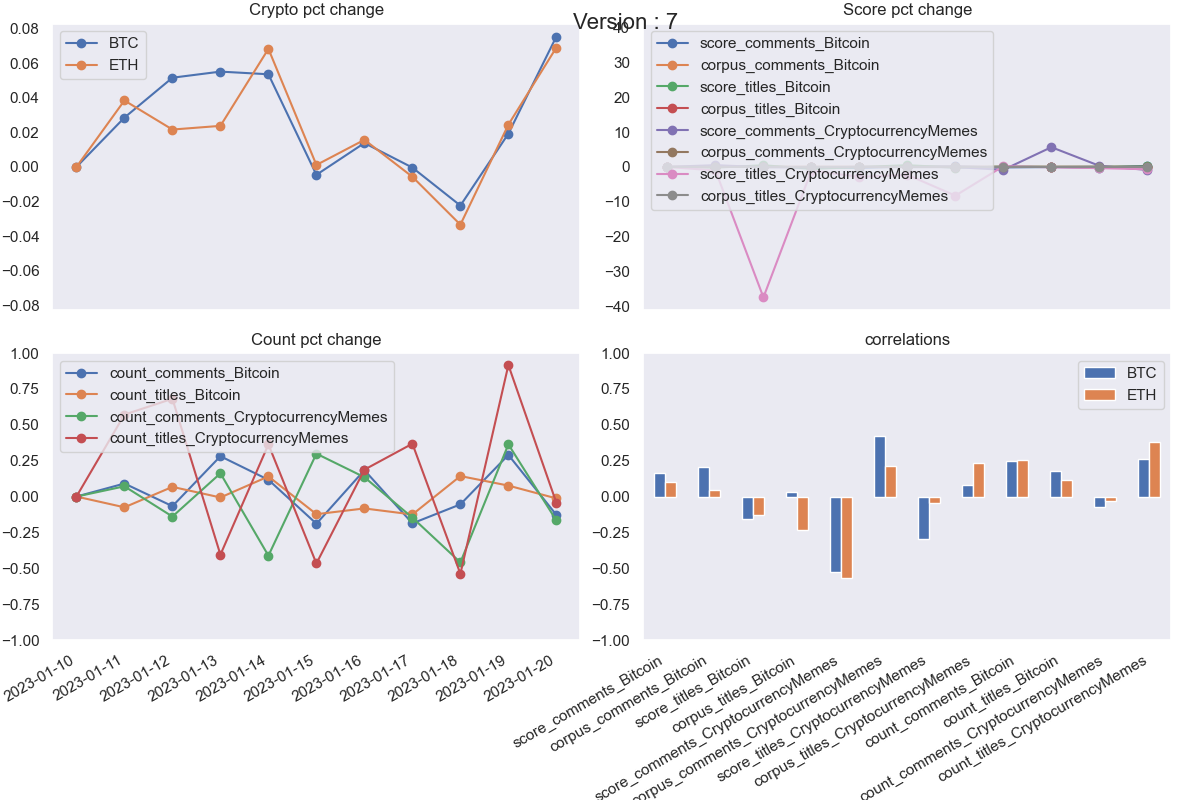 Version : 7
Crypto pct change
0.08
0.06
0.04
0.02
0.00
−0.02
−0.04
−0.06
−0.08
BTC
ETH
Score pct change
40
30
20
10
0
−10
−20
−30
−40
score_comments_Bitcoin
corpus_comments_Bitcoin
score_titles_Bitcoin
corpus_titles_Bitcoin
score_comments_CryptocurrencyMemes
corpus_comments_CryptocurrencyMemes
score_titles_CryptocurrencyMemes
corpus_titles_CryptocurrencyMemes
Count pct change
1.00
0.75
0.50
0.25
0.00
−0.25
−0.50
−0.75
−1.00
count_comments_Bitcoin
count_titles_Bitcoin
count_comments_CryptocurrencyMemes
count_titles_CryptocurrencyMemes
2023-01-10
2023-01-11
2023-01-12
2023-01-13
2023-01-14
2023-01-15
2023-01-16
2023-01-17
2023-01-18
2023-01-19
2023-01-20
correlations
1.00
0.75
0.50
0.25
0.00
−0.25
−0.50
−0.75
−1.00
BTC
ETH
score_comments_Bitcoin
corpus_comments_Bitcoin
score_titles_Bitcoin
corpus_titles_Bitcoin
score_comments_CryptocurrencyMemes
corpus_comments_CryptocurrencyMemes
score_titles_CryptocurrencyMemes
corpus_titles_CryptocurrencyMemes
count_comments_Bitcoin
count_titles_Bitcoin
count_comments_CryptocurrencyMemes
count_titles_CryptocurrencyMemes